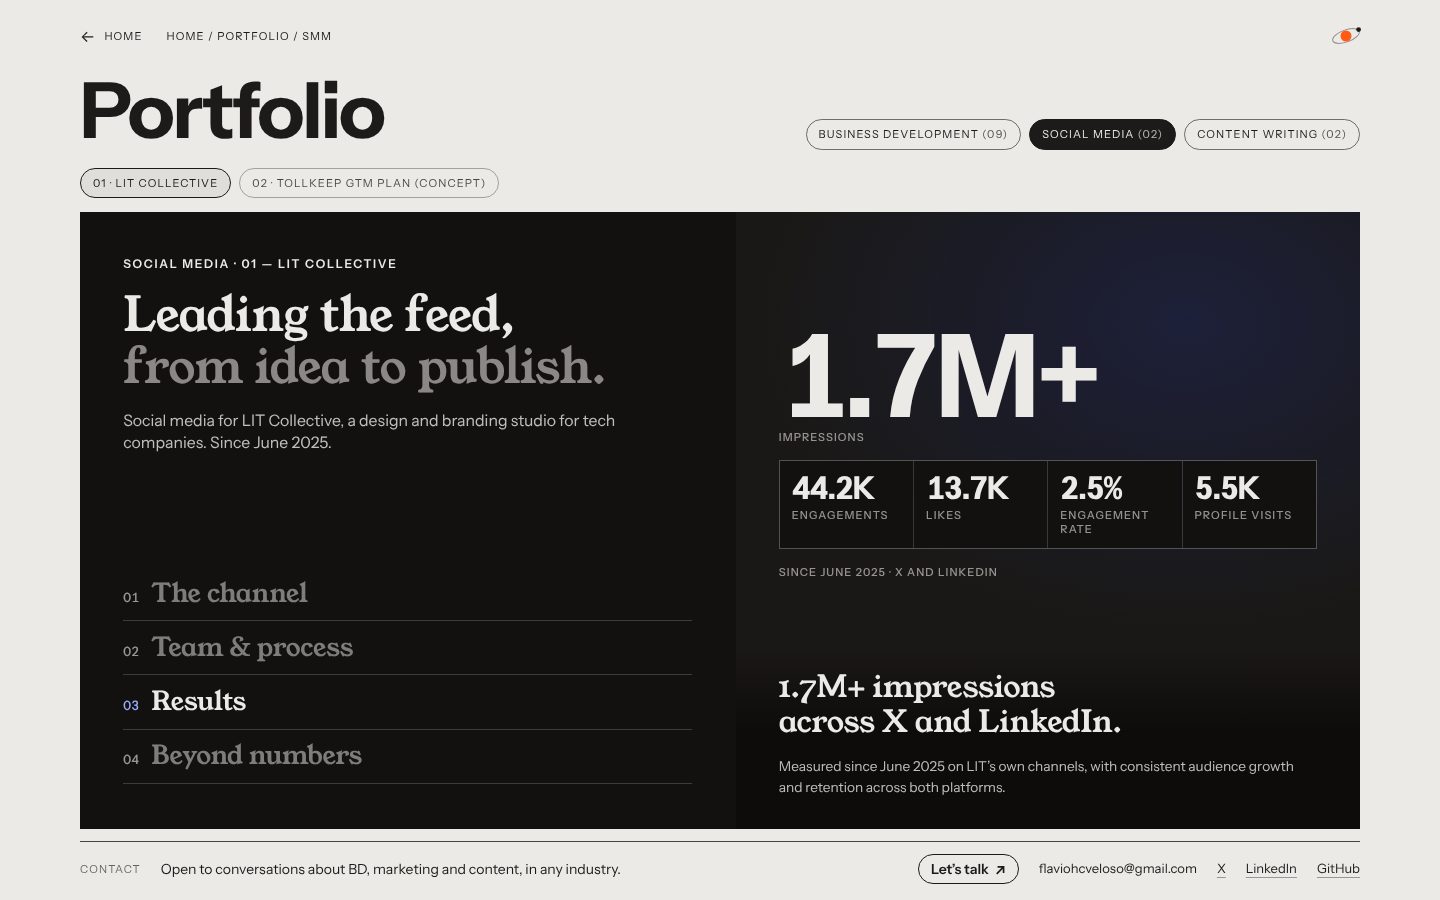 ← HOME HOME / PORTFOLIO / SMM
Portfolio
BUSINESS DEVELOPMENT (09) SOCIAL MEDIA (02) CONTENT WRITING (02)
01 · LIT COLLECTIVE 02 · TOLLKEEP GTM PLAN (CONCEPT)
SOCIAL MEDIA · 01 — LIT COLLECTIVE
Leading the feed,
from idea to publish.
Social media for LIT Collective, a design and branding studio for tech
companies. Since June 2025.
01 The channel
02 Team & process
03 Results
04 Beyond numbers
1.7M+
IMPRESSIONS
44.2K
ENGAGEMENTS
13.7K
LIKES
2.5%
ENGAGEMENT
RATE
5.5K
PROFILE VISITS
SINCE JUNE 2025 · X AND LINKEDIN
1.7M+ impressions
across X and LinkedIn.
Measured since June 2025 on LIT’s own channels, with consistent audience growth
and retention across both platforms.
CONTACT Open to conversations about BD, marketing and content, in any industry. Let’s talk ↗ flaviohcveloso@gmail.com X LinkedIn GitHub